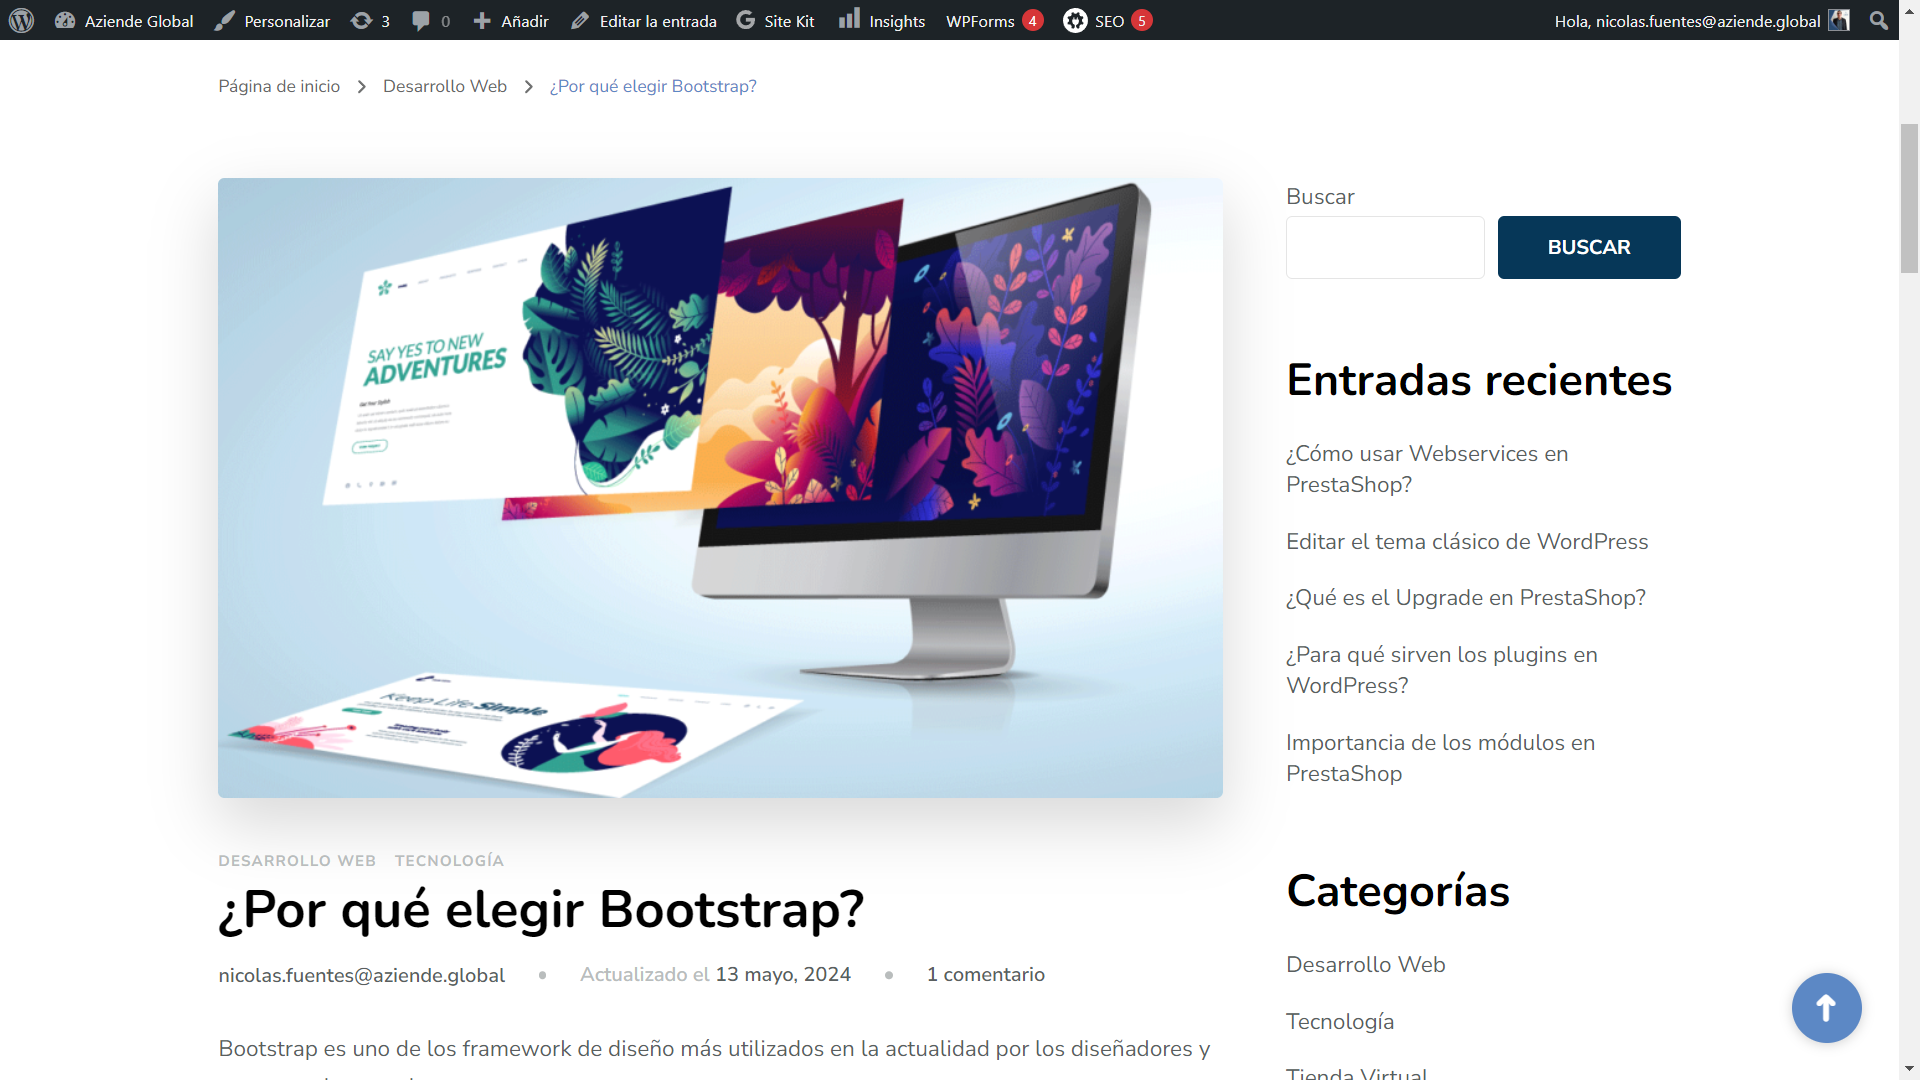 Aziende Global Personalizar 3 0 Añadir Editar la entrada Site Kit Insights WPForms 4 SEO 5 Hola, nicolas.fuentes@aziende.global
Página de inicio Desarrollo Web ¿Por qué elegir Bootstrap?
SAY YES TO NEW
ADVENTURES
Get Your Stylish
Keep Life Simple
DESARROLLO WEB TECNOLOGÍA
¿Por qué elegir Bootstrap?
nicolas.fuentes@aziende.global • Actualizado el 13 mayo, 2024 • 1 comentario
Bootstrap es uno de los framework de diseño más utilizados en la actualidad por los diseñadores y
Buscar
BUSCAR
Entradas recientes
¿Cómo usar Webservices en
PrestaShop?
Editar el tema clásico de WordPress
¿Qué es el Upgrade en PrestaShop?
¿Para qué sirven los plugins en
WordPress?
Importancia de los módulos en
PrestaShop
Categorías
Desarrollo Web
Tecnología
Tienda Virtual